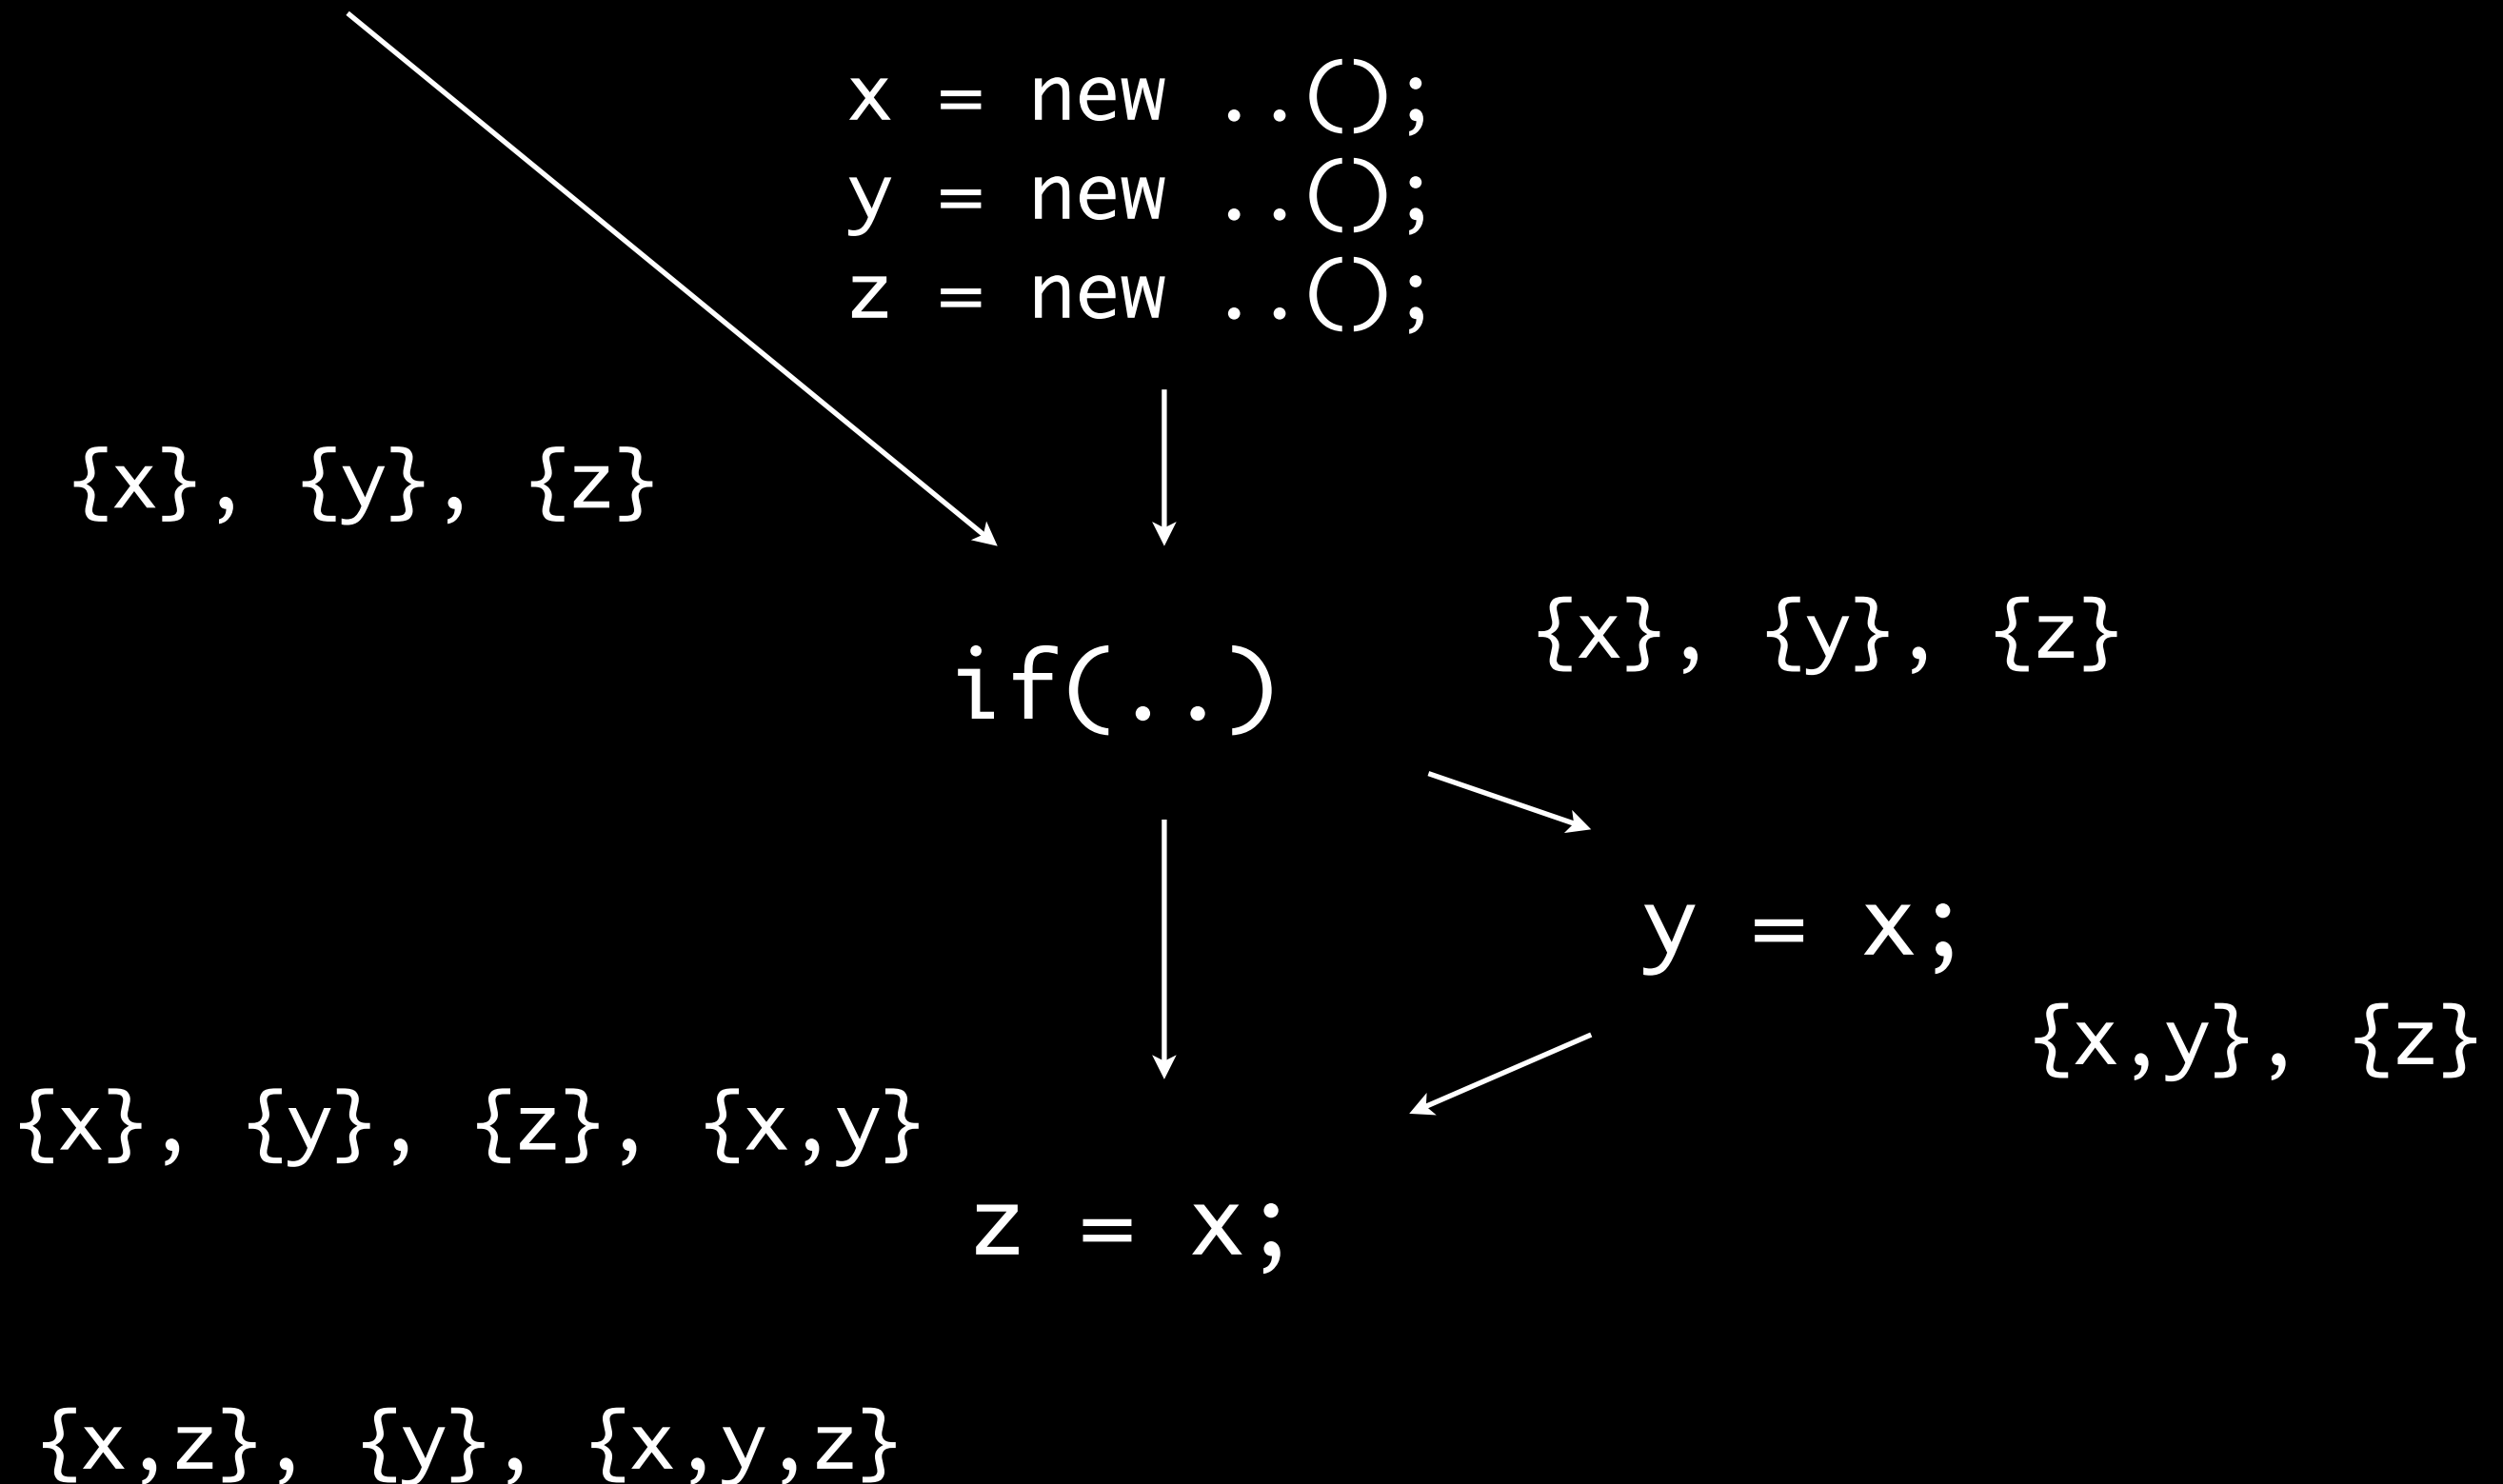 x = new ..();
y = new ..();
z = new ..();
{x}, {y}, {z}
{x}, {y}, {z}
if(..)
y = x;
{x,y}, {z}
{x}, {y}, {z}, {x,y}
z = x;
{x,z}, {y}, {x,y,z}